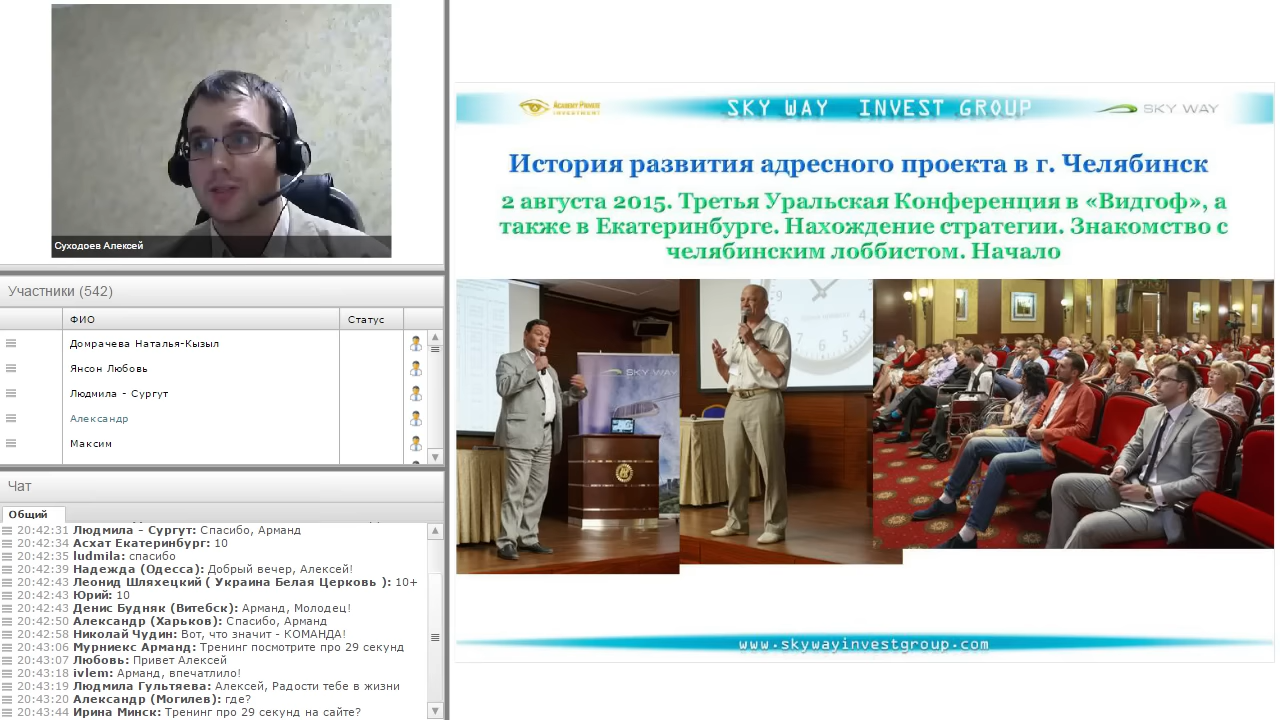 Суходоев Алексей
Участники (542)
ФИО
Статус
Домрачева Наталья-Кызыл
Янсон Любовь
Людмила - Сургут
Александр
Максим
Чат
Общий
20:42:31 Людмила - Сургут: Спасибо, Арманд
20:42:34 Асхат Екатеринбург: 10
20:42:35 ludmila: спасибо
20:42:39 Надежда (Одесса): Добрый вечер, Алексей!
20:42:43 Леонид Шляхецкий ( Украина Белая Церковь ): 10+
20:42:43 Юрий: 10
20:42:43 Денис Будняк (Витебск): Арманд, Молодец!
20:42:50 Александр (Харьков): Спасибо, Арманд
20:42:58 Николай Чудин: Вот, что значит - КОМАНДА!
20:43:06 Мурниекс Арманд: Тренинг посмотрите про 29 секунд
20:43:07 Любовь: Привет Алексей
20:43:18 ivlem: Арманд, впечатлило!
20:43:19 Людмила Гультяева: Алексей, Радости тебе в жизни
20:43:20 Александр (Могилев): где?
20:43:44 Ирина Минск: Тренинг про 29 секунд на сайте?
ACADEMY PRIVATE
INVESTMENT
SKY WAY INVEST GROUP
SKY WAY
История развития адресного проекта в г. Челябинск
2 августа 2015. Третья Уральская Конференция в «Видгоф», а
также в Екатеринбурге. Нахождение стратегии. Знакомство с
челябинским лоббистом. Начало
SKY WAY
www.skywayinvestgroup.com